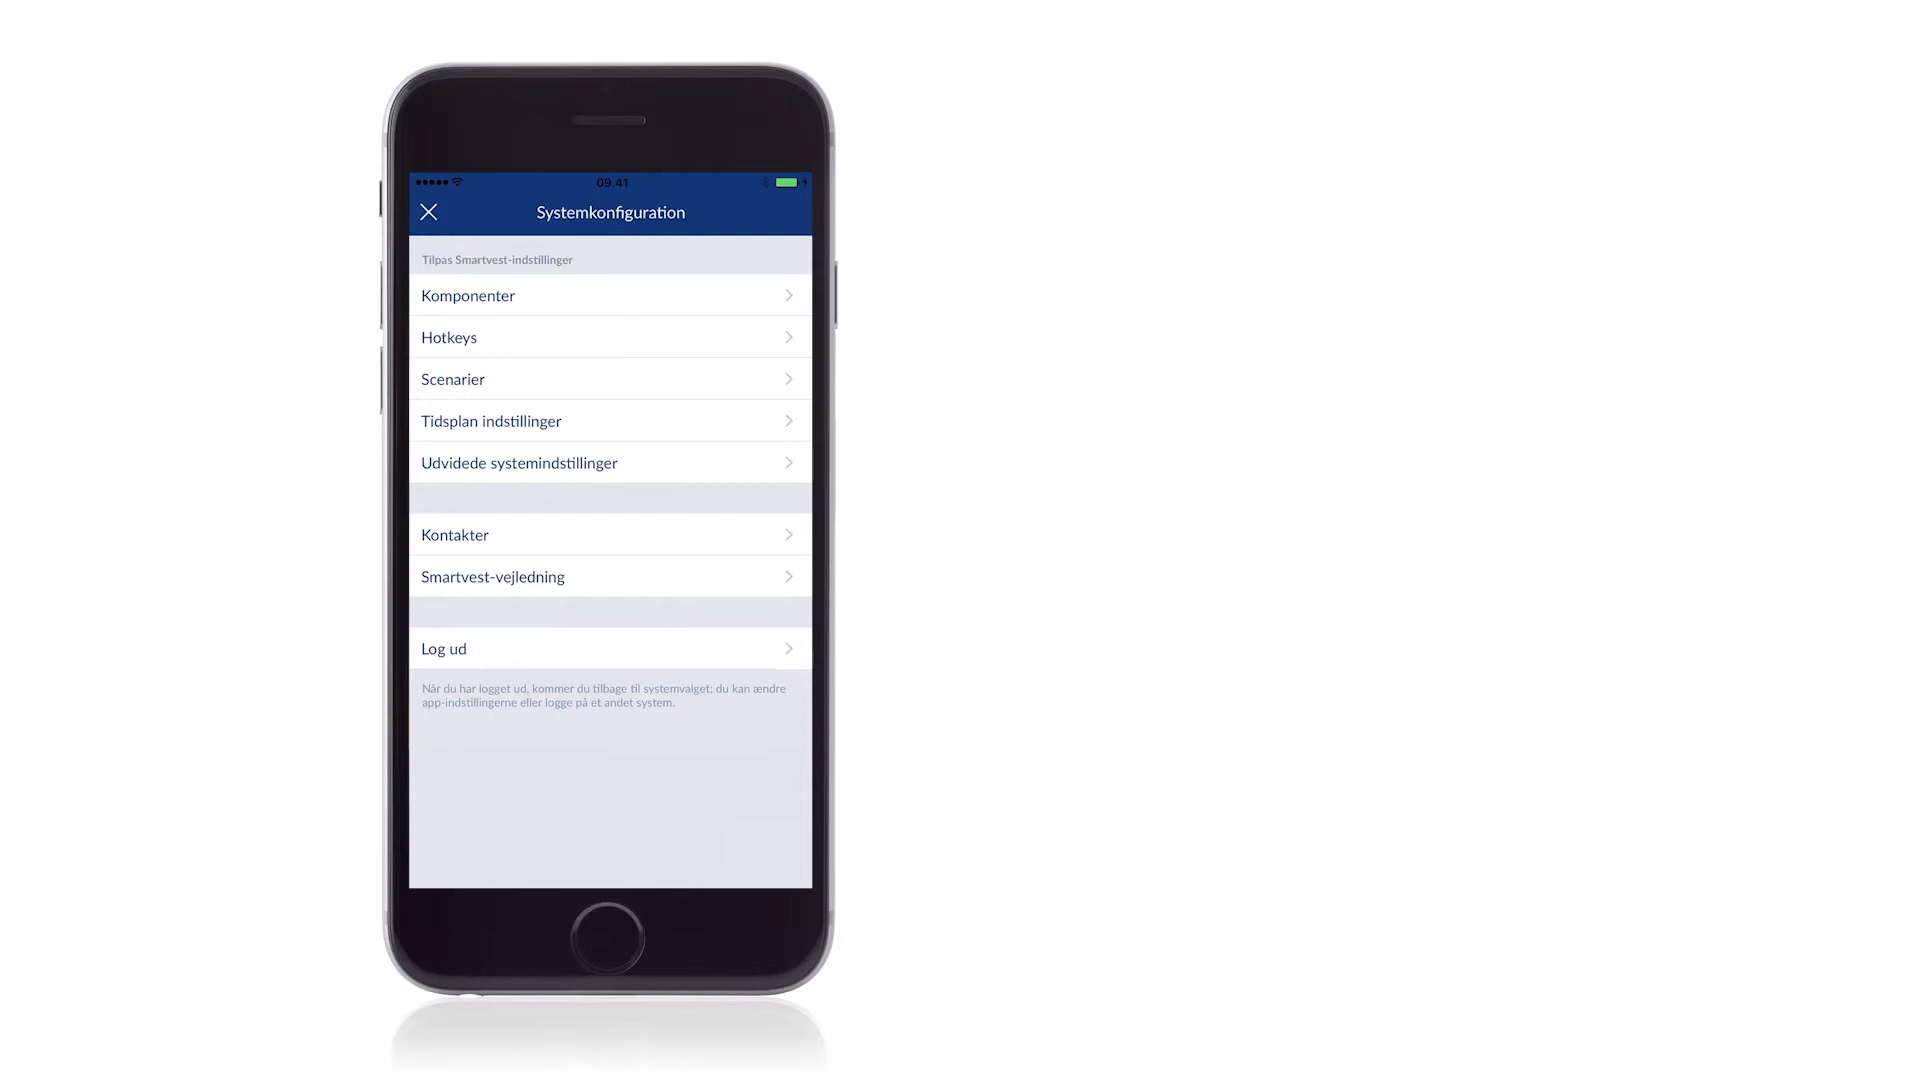 09.41
Systemkonfiguration
Tilpas Smartvest-indstillinger
Komponenter
Hotkeys
Scenarier
Tidsplan indstillinger
Udvidede systemindstillinger
Kontakter
Smartvest-vejledning
Log ud
Når du har logget ud, kommer du tilbage til systemvalget; du kan ændre
app-indstillingerne eller logge på et andet system.